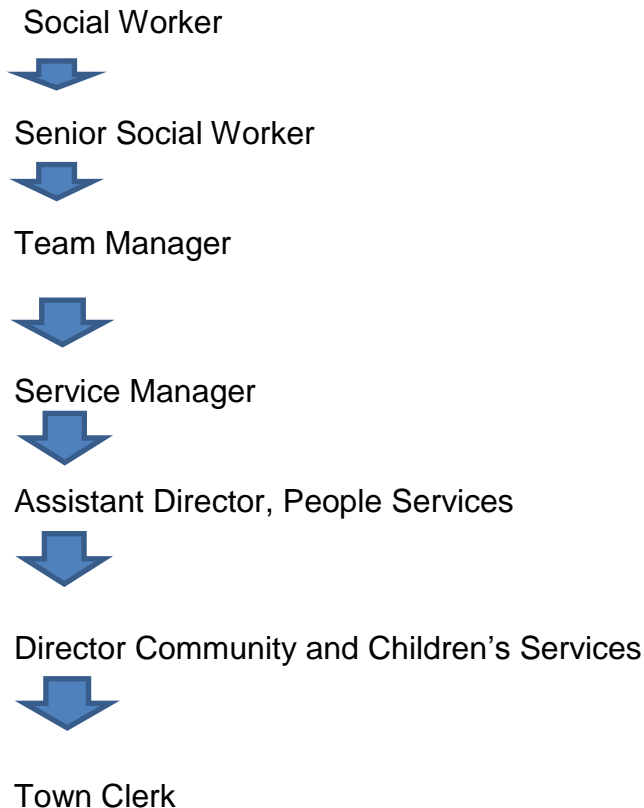 Social Worker
Senior Social Worker
Team Manager
Service Manager
Assistant Director, People Services
Director Community and Children’s Services
Town Clerk